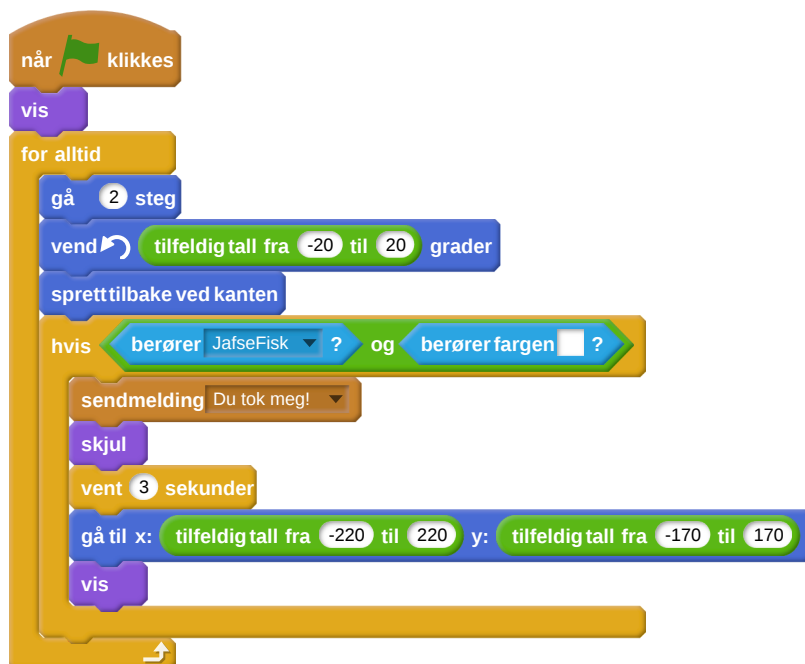 når klikkes
vis
for alltid
gå 2 steg
vend tilfeldig tall fra -20 til 20 grader
sprett tilbake ved kanten
hvis berører JafseFisk ? og berører fargen ?
send melding Du tok meg!
skjul
vent 3 sekunder
gå til x: tilfeldig tall fra -220 til 220 y: tilfeldig tall fra -170 til 170
vis